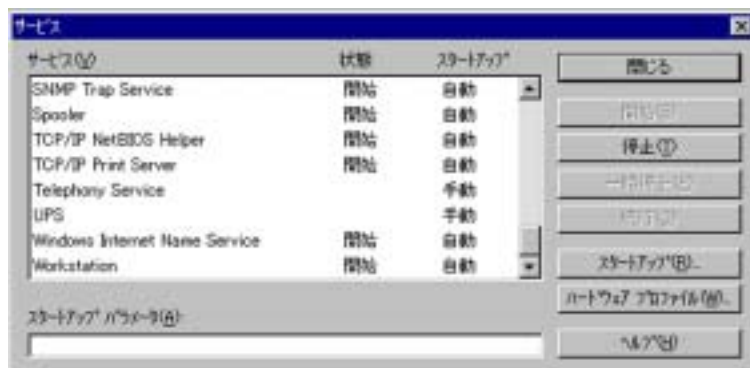 サービス
サービス(V) 状態 スタートアップ
SNMP Trap Service 開始 自動
Spooler 開始 自動
TCP/IP NetBIOS Helper 開始 自動
TCP/IP Print Server 開始 自動
Telephony Service 手動
UPS 手動
Windows Internet Name Service 開始 自動
Workstation 開始 自動
スタートアップ パラメータ(A):
閉じる
開始(S)
停止(T)
スタートアップ(R)...
ハードウェア プロファイル(W)...
ヘルプ(H)